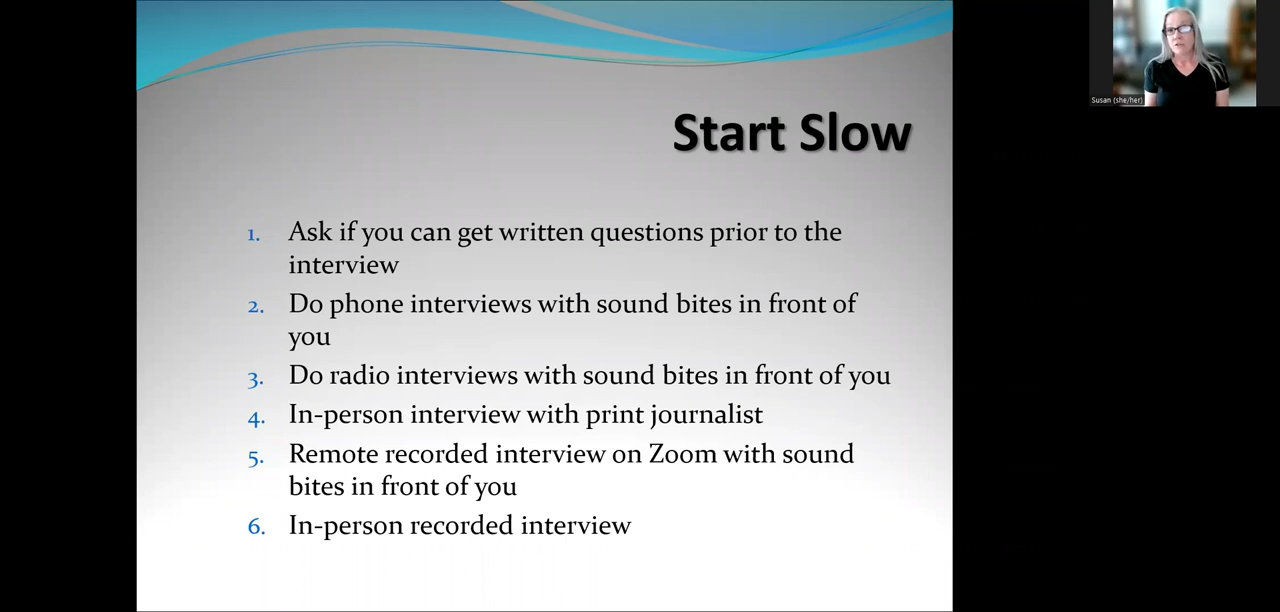 Start Slow
1. Ask if you can get written questions prior to the
interview
2. Do phone interviews with sound bites in front of
you
3. Do radio interviews with sound bites in front of you
4. In-person interview with print journalist
5. Remote recorded interview on Zoom with sound
bites in front of you
6. In-person recorded interview
Susan (she/her)